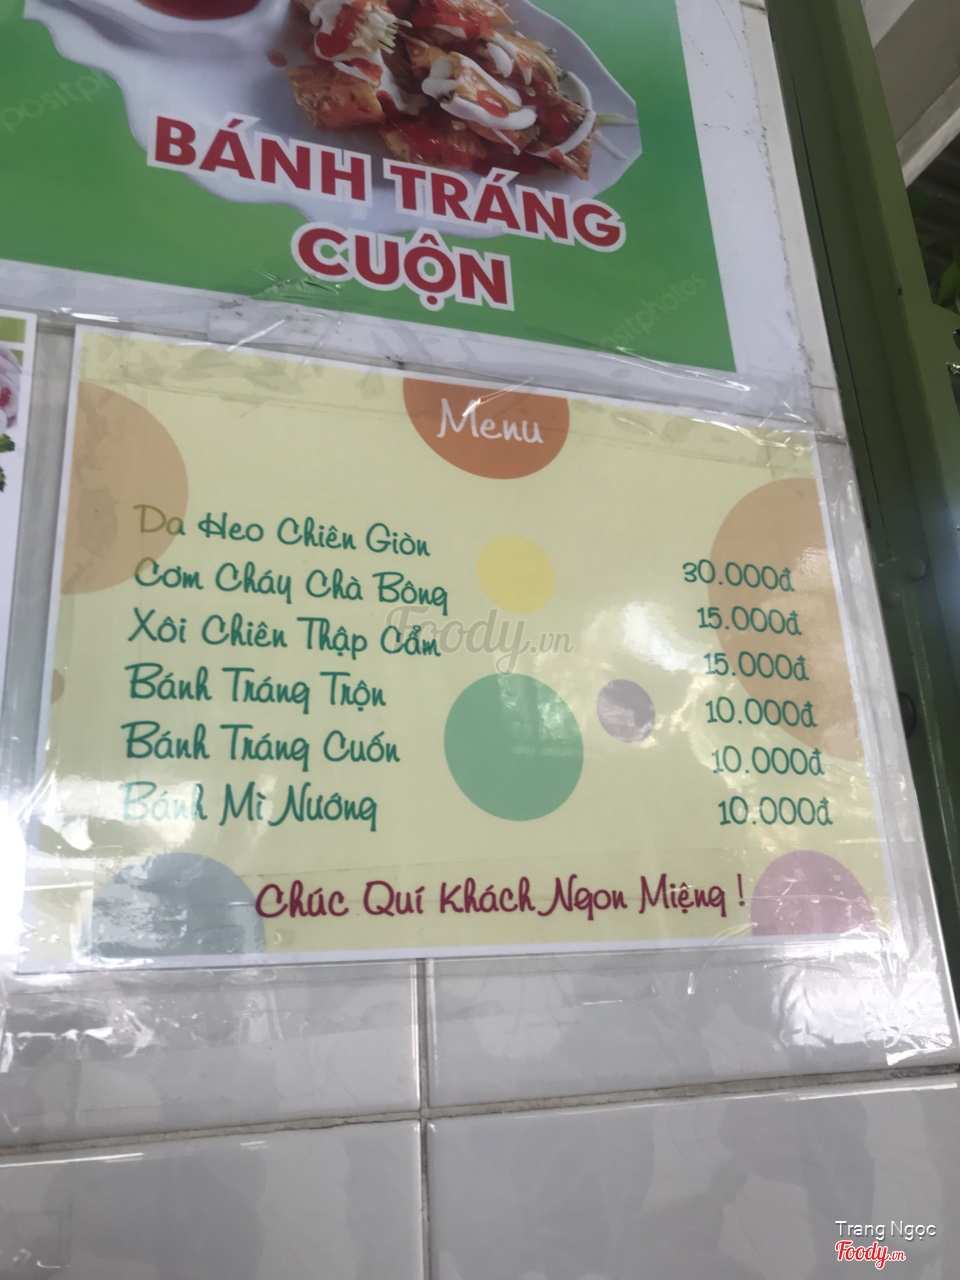 BÁNH TRÁNG
CUỘN
Menu
Da Heo Chiên Giòn 30.000đ
Cơm Cháy Chà Bông 15.000đ
Xôi Chiên Thập Cẩm 15.000đ
Bánh Tráng Trộn 10.000đ
Bánh Tráng Cuốn 10.000đ
Bánh Mì Nướng 10.000đ
Chúc Quí Khách Ngon Miệng !
Foody.vn
depositphotos
Trang Ngọc
Foody.vn